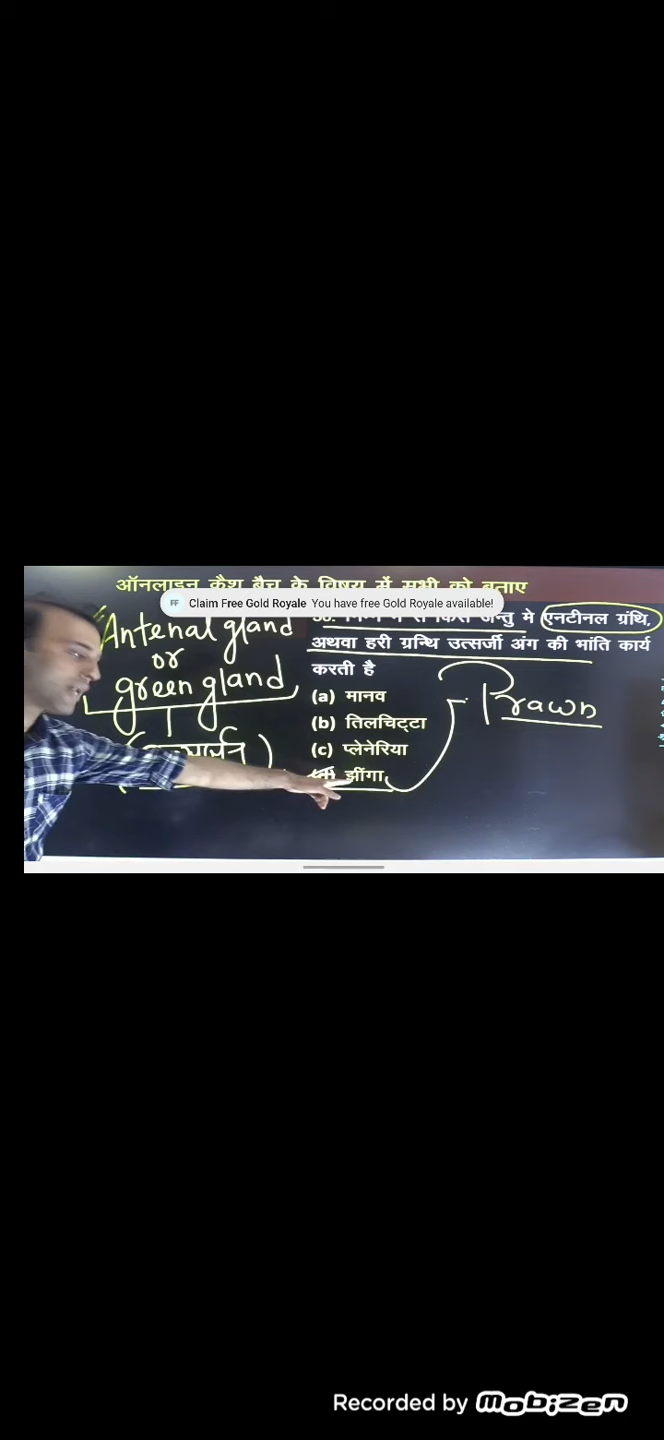 ऑनलाइन कैश बैच के विषय में सभी को बताए
FF Claim Free Gold Royale You have free Gold Royale available!
Antenal gland
or
green gland
जन्तु मे एनटीनल ग्रंथि,
अथवा हरी ग्रन्थि उत्सर्जी अंग की भांति कार्य
करती है
(a) मानव
(b) तिलचिट्टा
(c) प्लेनेरिया
झींगा
Prawn
Recorded by MOBIZEN